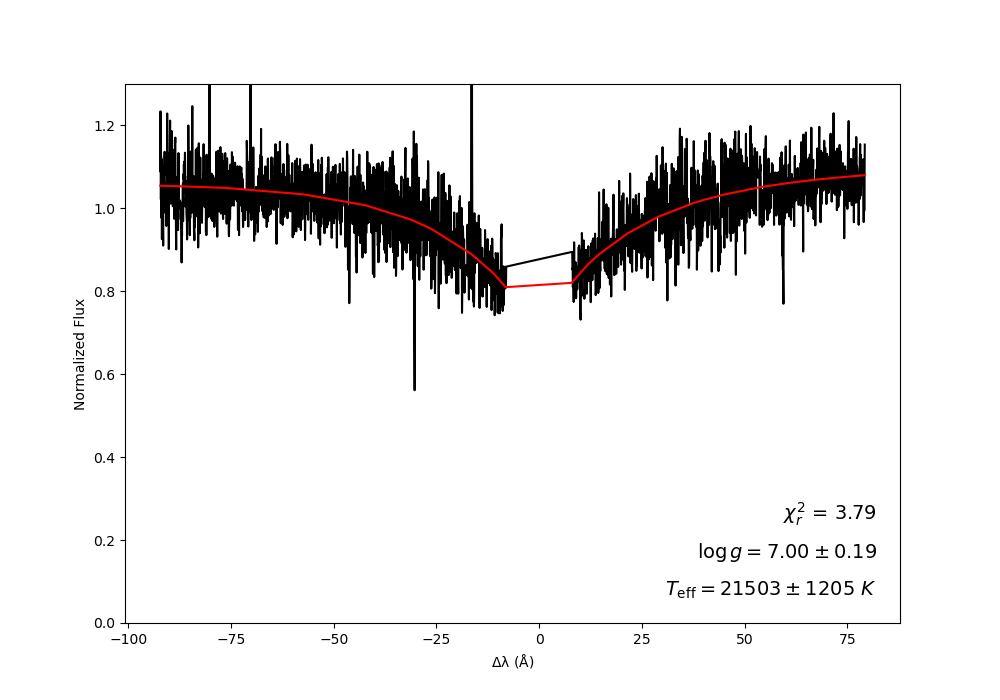 1.2
1.0
0.8
0.6
0.4
0.2
0.0
Normalized Flux
χ²ᵣ = 3.79
log g = 7.00 ± 0.19
T_eff = 21503 ± 1205 K
−100 −75 −50 −25 0 25 50 75
Δλ (Å)